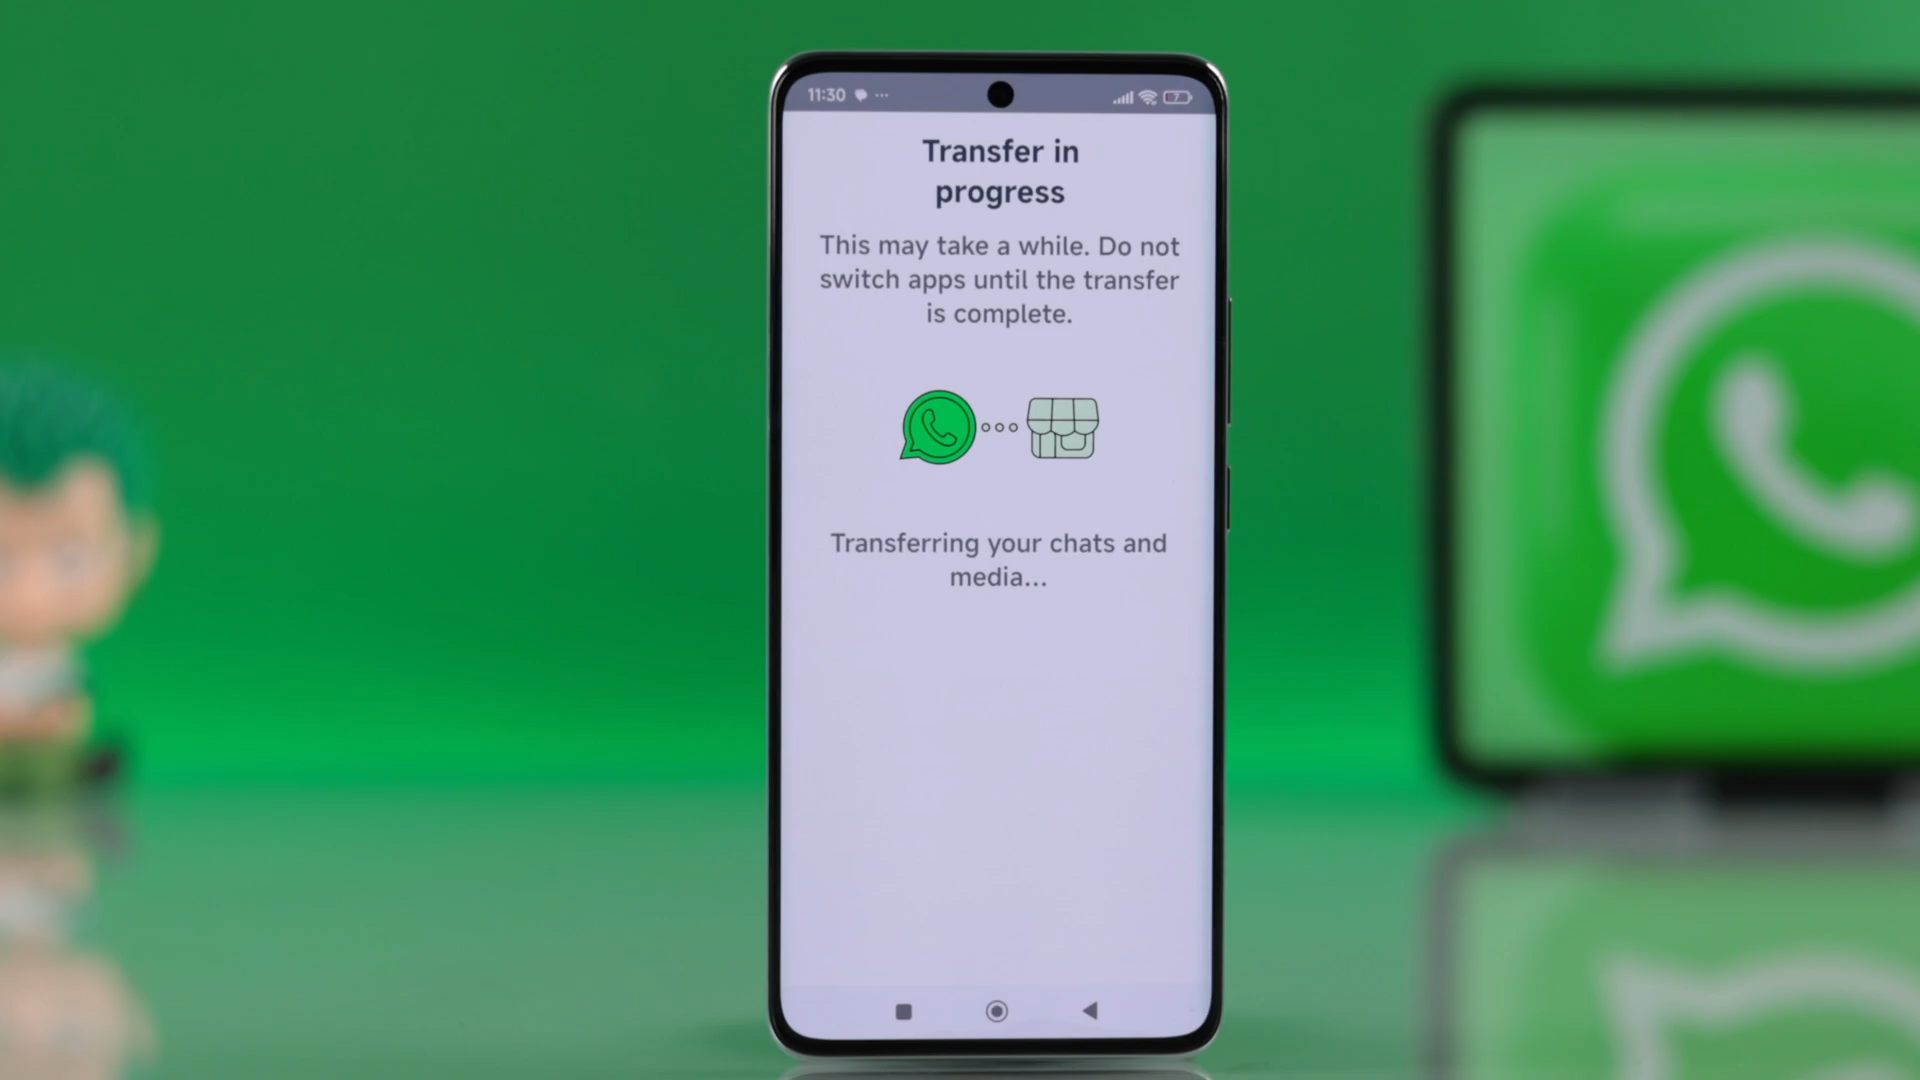 11:30
7
Transfer in
progress
This may take a while. Do not
switch apps until the transfer
is complete.
Transferring your chats and
media...